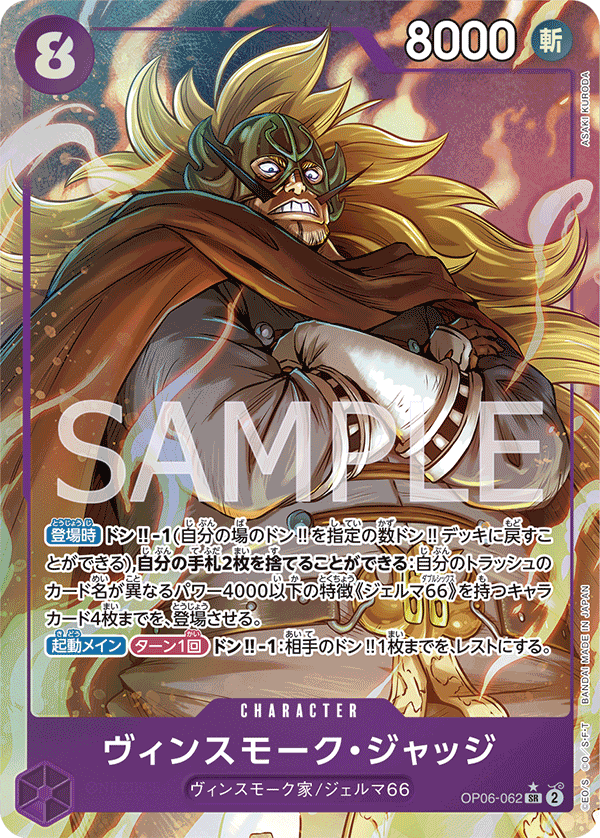 8
8000
斬
ASAKI KURODA
SAMPLE
登場時 ドン!!-1(自分の場のドン!!を指定の数ドン!!デッキに戻すこ
とができる),自分の手札2枚を捨てることができる:自分のトラッシュの
カード名が異なるパワー4000以下の特徴《ジェルマ66》を持つキャラ
カード4枚までを、登場させる。
起動メイン ターン1回 ドン!!-1:相手のドン!!1枚までを、レストにする。
CHARACTER
ヴィンスモーク・ジャッジ
ヴィンスモーク家/ジェルマ66
OP06-062 SR 2
©E.O/S. ©O/S・F・T BANDAI MADE IN JAPAN